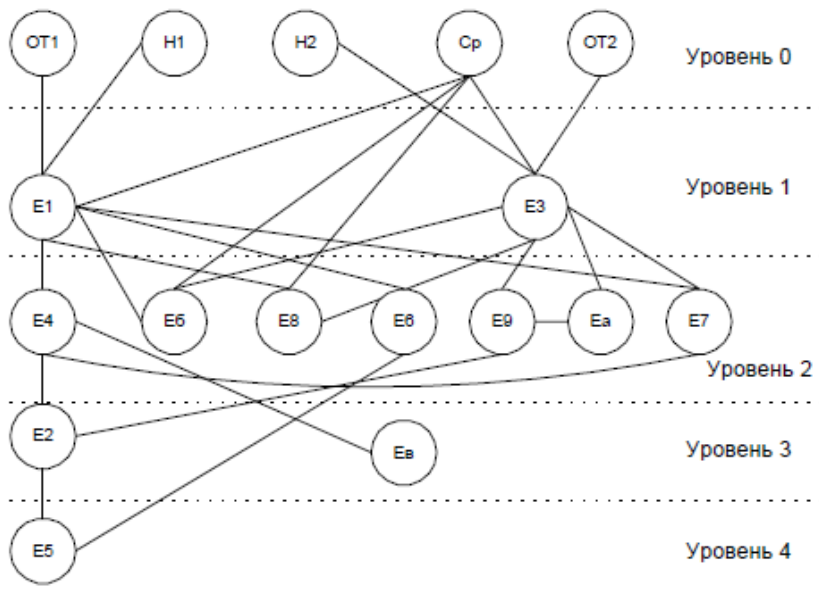 ОТ1 Н1 Н2 Ср ОТ2 Уровень 0
Е1 Е3 Уровень 1
Е4 Еб Е8 Е6 Е9 Еа Е7
Уровень 2
Е2 Ев Уровень 3
Е5 Уровень 4